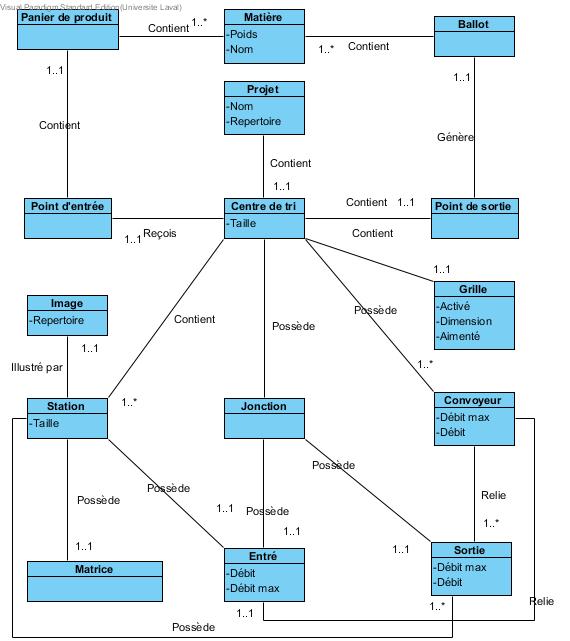 Visual Paradigm Standard Edition(Universite Laval)
Panier de produit
Contient
1..*
Matière
-Poids
-Nom
1..*
Contient
Ballot
1..1
1..1
Projet
-Nom
-Repertoire
Contient
Génère
Contient
1..1
Point d'entrée
Centre de tri
-Taille
Contient
1..1
Point de sortie
1..1
Reçois
Contient
1..1
Image
-Repertoire
Grille
-Activé
-Dimension
-Aimenté
Contient
Possède
Possède
1..1
Illustré par
1..*
1..*
Station
-Taille
Jonction
Convoyeur
-Débit max
-Débit
Possède
Possède
Possède
Relie
1..1
Possède
1..*
1..1
1..1
1..1
Matrice
Entré
-Débit
-Débit max
Sortie
-Débit max
-Débit
1..1
1..*
Relie
Possède